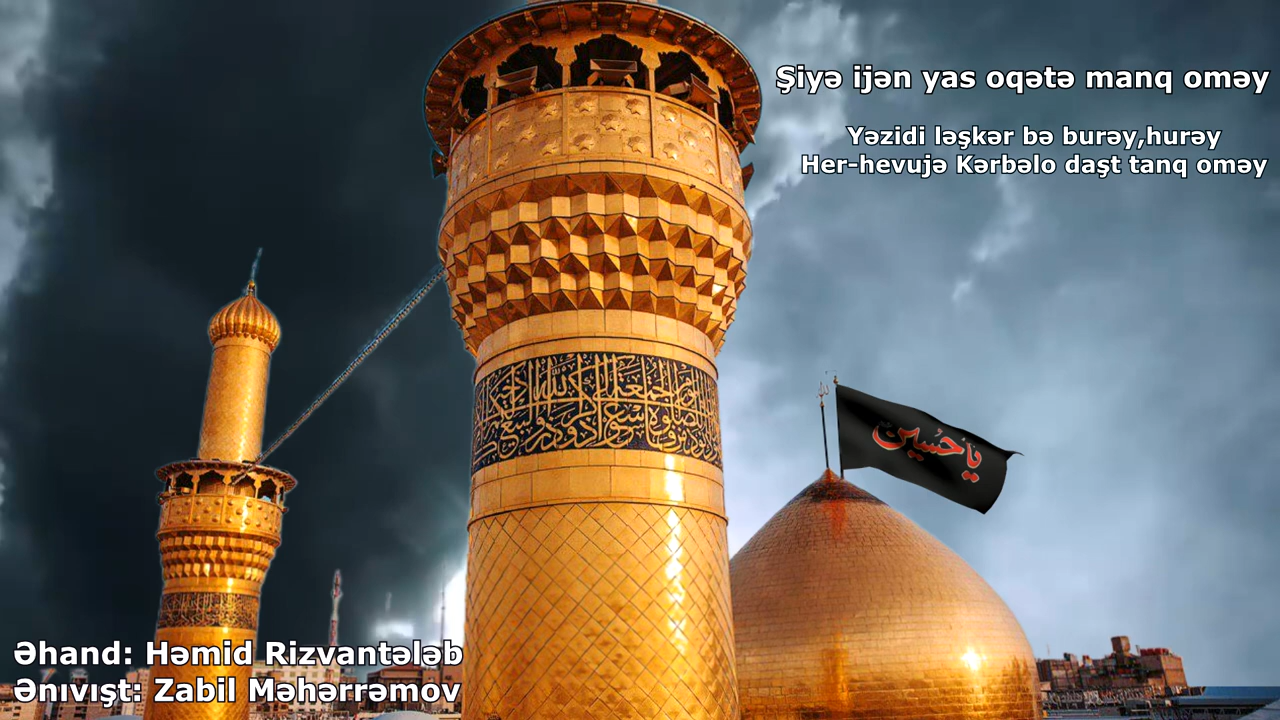 Şiyə ijən yas oqətə manq oməy
Yəzidi ləşkər bə burəy,hurəy
Her-hevujə Kərbəlo daşt tanq oməy
يا حسين
Əhand: Həmid Rizvantələb
Ənıvışt: Zabil Məhərrəmov